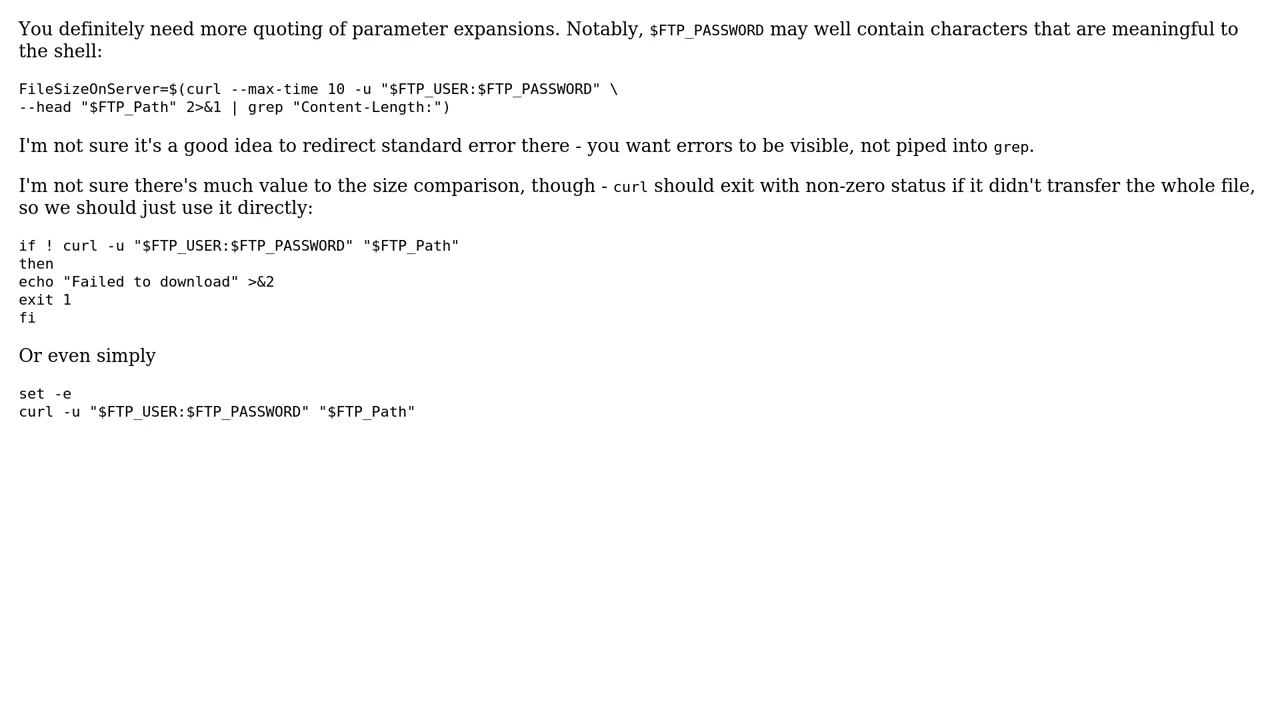 You definitely need more quoting of parameter expansions. Notably, $FTP_PASSWORD may well contain characters that are meaningful to
the shell:
FileSizeOnServer=$(curl --max-time 10 -u "$FTP_USER:$FTP_PASSWORD" \
--head "$FTP_Path" 2>&1 | grep "Content-Length:")
I'm not sure it's a good idea to redirect standard error there - you want errors to be visible, not piped into grep.
I'm not sure there's much value to the size comparison, though - curl should exit with non-zero status if it didn't transfer the whole file,
so we should just use it directly:
if ! curl -u "$FTP_USER:$FTP_PASSWORD" "$FTP_Path"
then
echo "Failed to download" >&2
exit 1
fi
Or even simply
set -e
curl -u "$FTP_USER:$FTP_PASSWORD" "$FTP_Path"